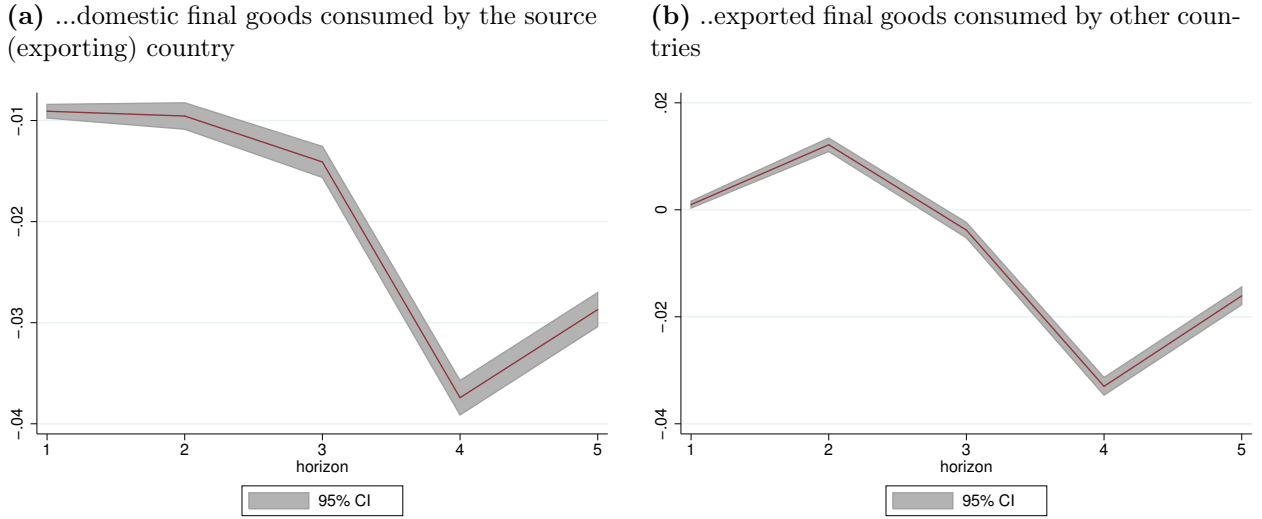 (a) ...domestic final goods consumed by the source
(exporting) country
-.01
-.02
-.03
-.04
1 2 3 4 5
horizon
95% CI
(b) ..exported final goods consumed by other coun-
tries
.02
0
-.02
-.04
1 2 3 4 5
horizon
95% CI